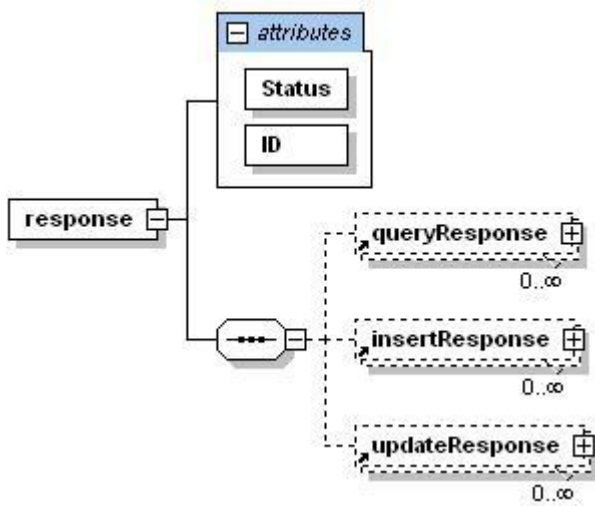 attributes
Status
ID
response
queryResponse
0..∞
insertResponse
0..∞
updateResponse
0..∞